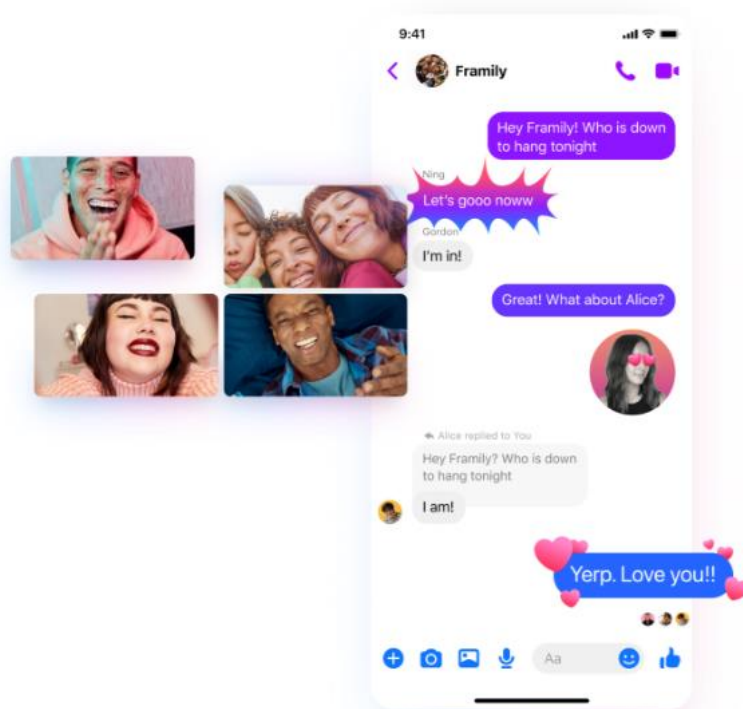 9:41
Framily
Hey Framily! Who is down
to hang tonight
Ning
Let's gooo noww
Gordon
I'm in!
Great! What about Alice?
Alice replied to You
Hey Framily? Who is down
to hang tonight
I am!
Yerp. Love you!!
Aa